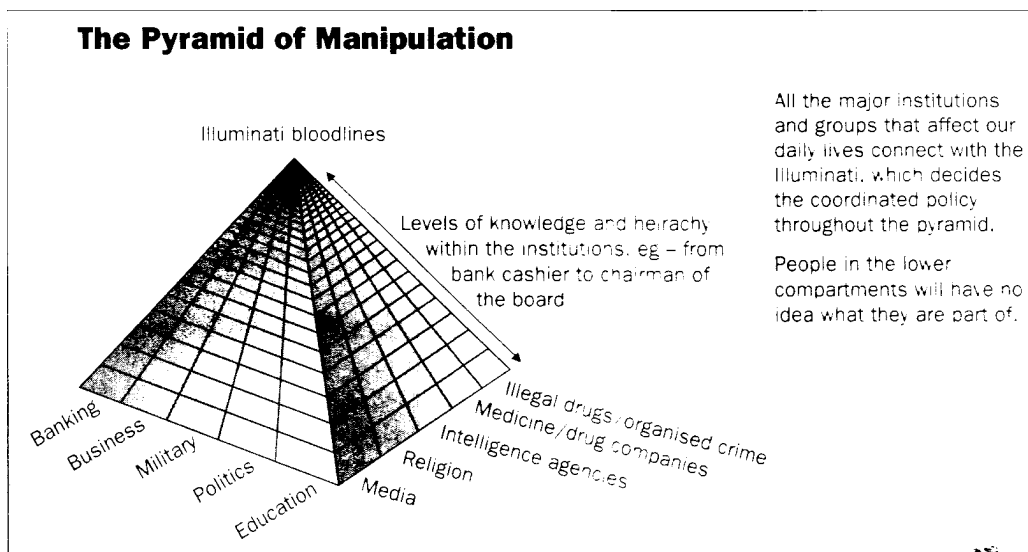 The Pyramid of Manipulation
Illuminati bloodlines
Levels of knowledge and heirachy
within the institutions, eg – from
bank cashier to chairman of
the board
All the major institutions
and groups that affect our
daily lives connect with the
Illuminati, which decides
the coordinated policy
throughout the pyramid.
People in the lower
compartments will have no
idea what they are part of.
Banking
Business
Military
Politics
Education
Media
Religion
Intelligence agencies
Medicine/drug companies
Illegal drugs/organised crime